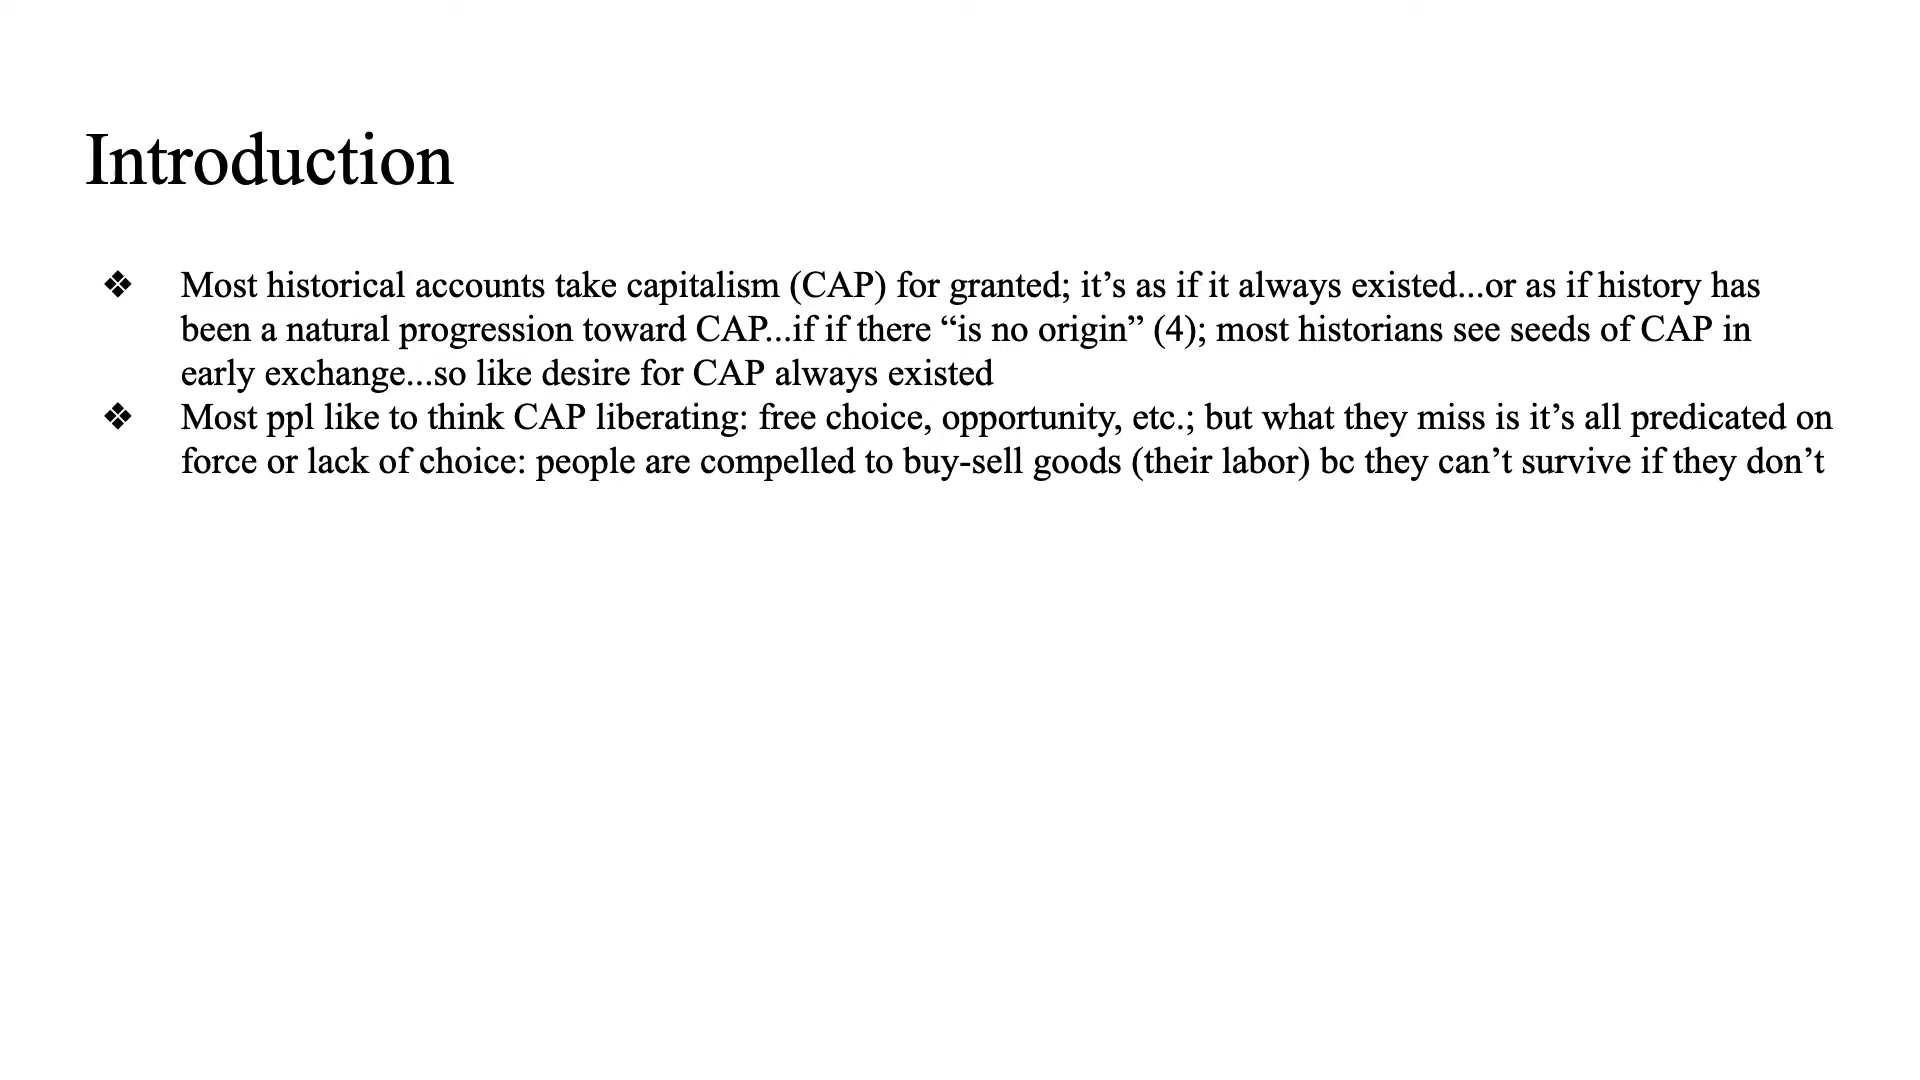 Introduction
❖ Most historical accounts take capitalism (CAP) for granted; it’s as if it always existed...or as if history has
been a natural progression toward CAP...if if there “is no origin” (4); most historians see seeds of CAP in
early exchange...so like desire for CAP always existed
❖ Most ppl like to think CAP liberating: free choice, opportunity, etc.; but what they miss is it’s all predicated on
force or lack of choice: people are compelled to buy-sell goods (their labor) bc they can’t survive if they don’t